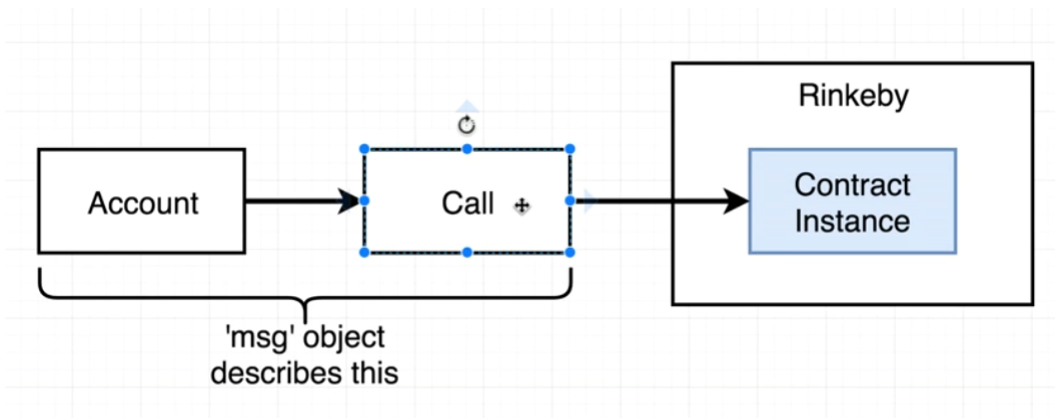 Rinkeby
Account
Call
Contract
Instance
'msg' object
describes this